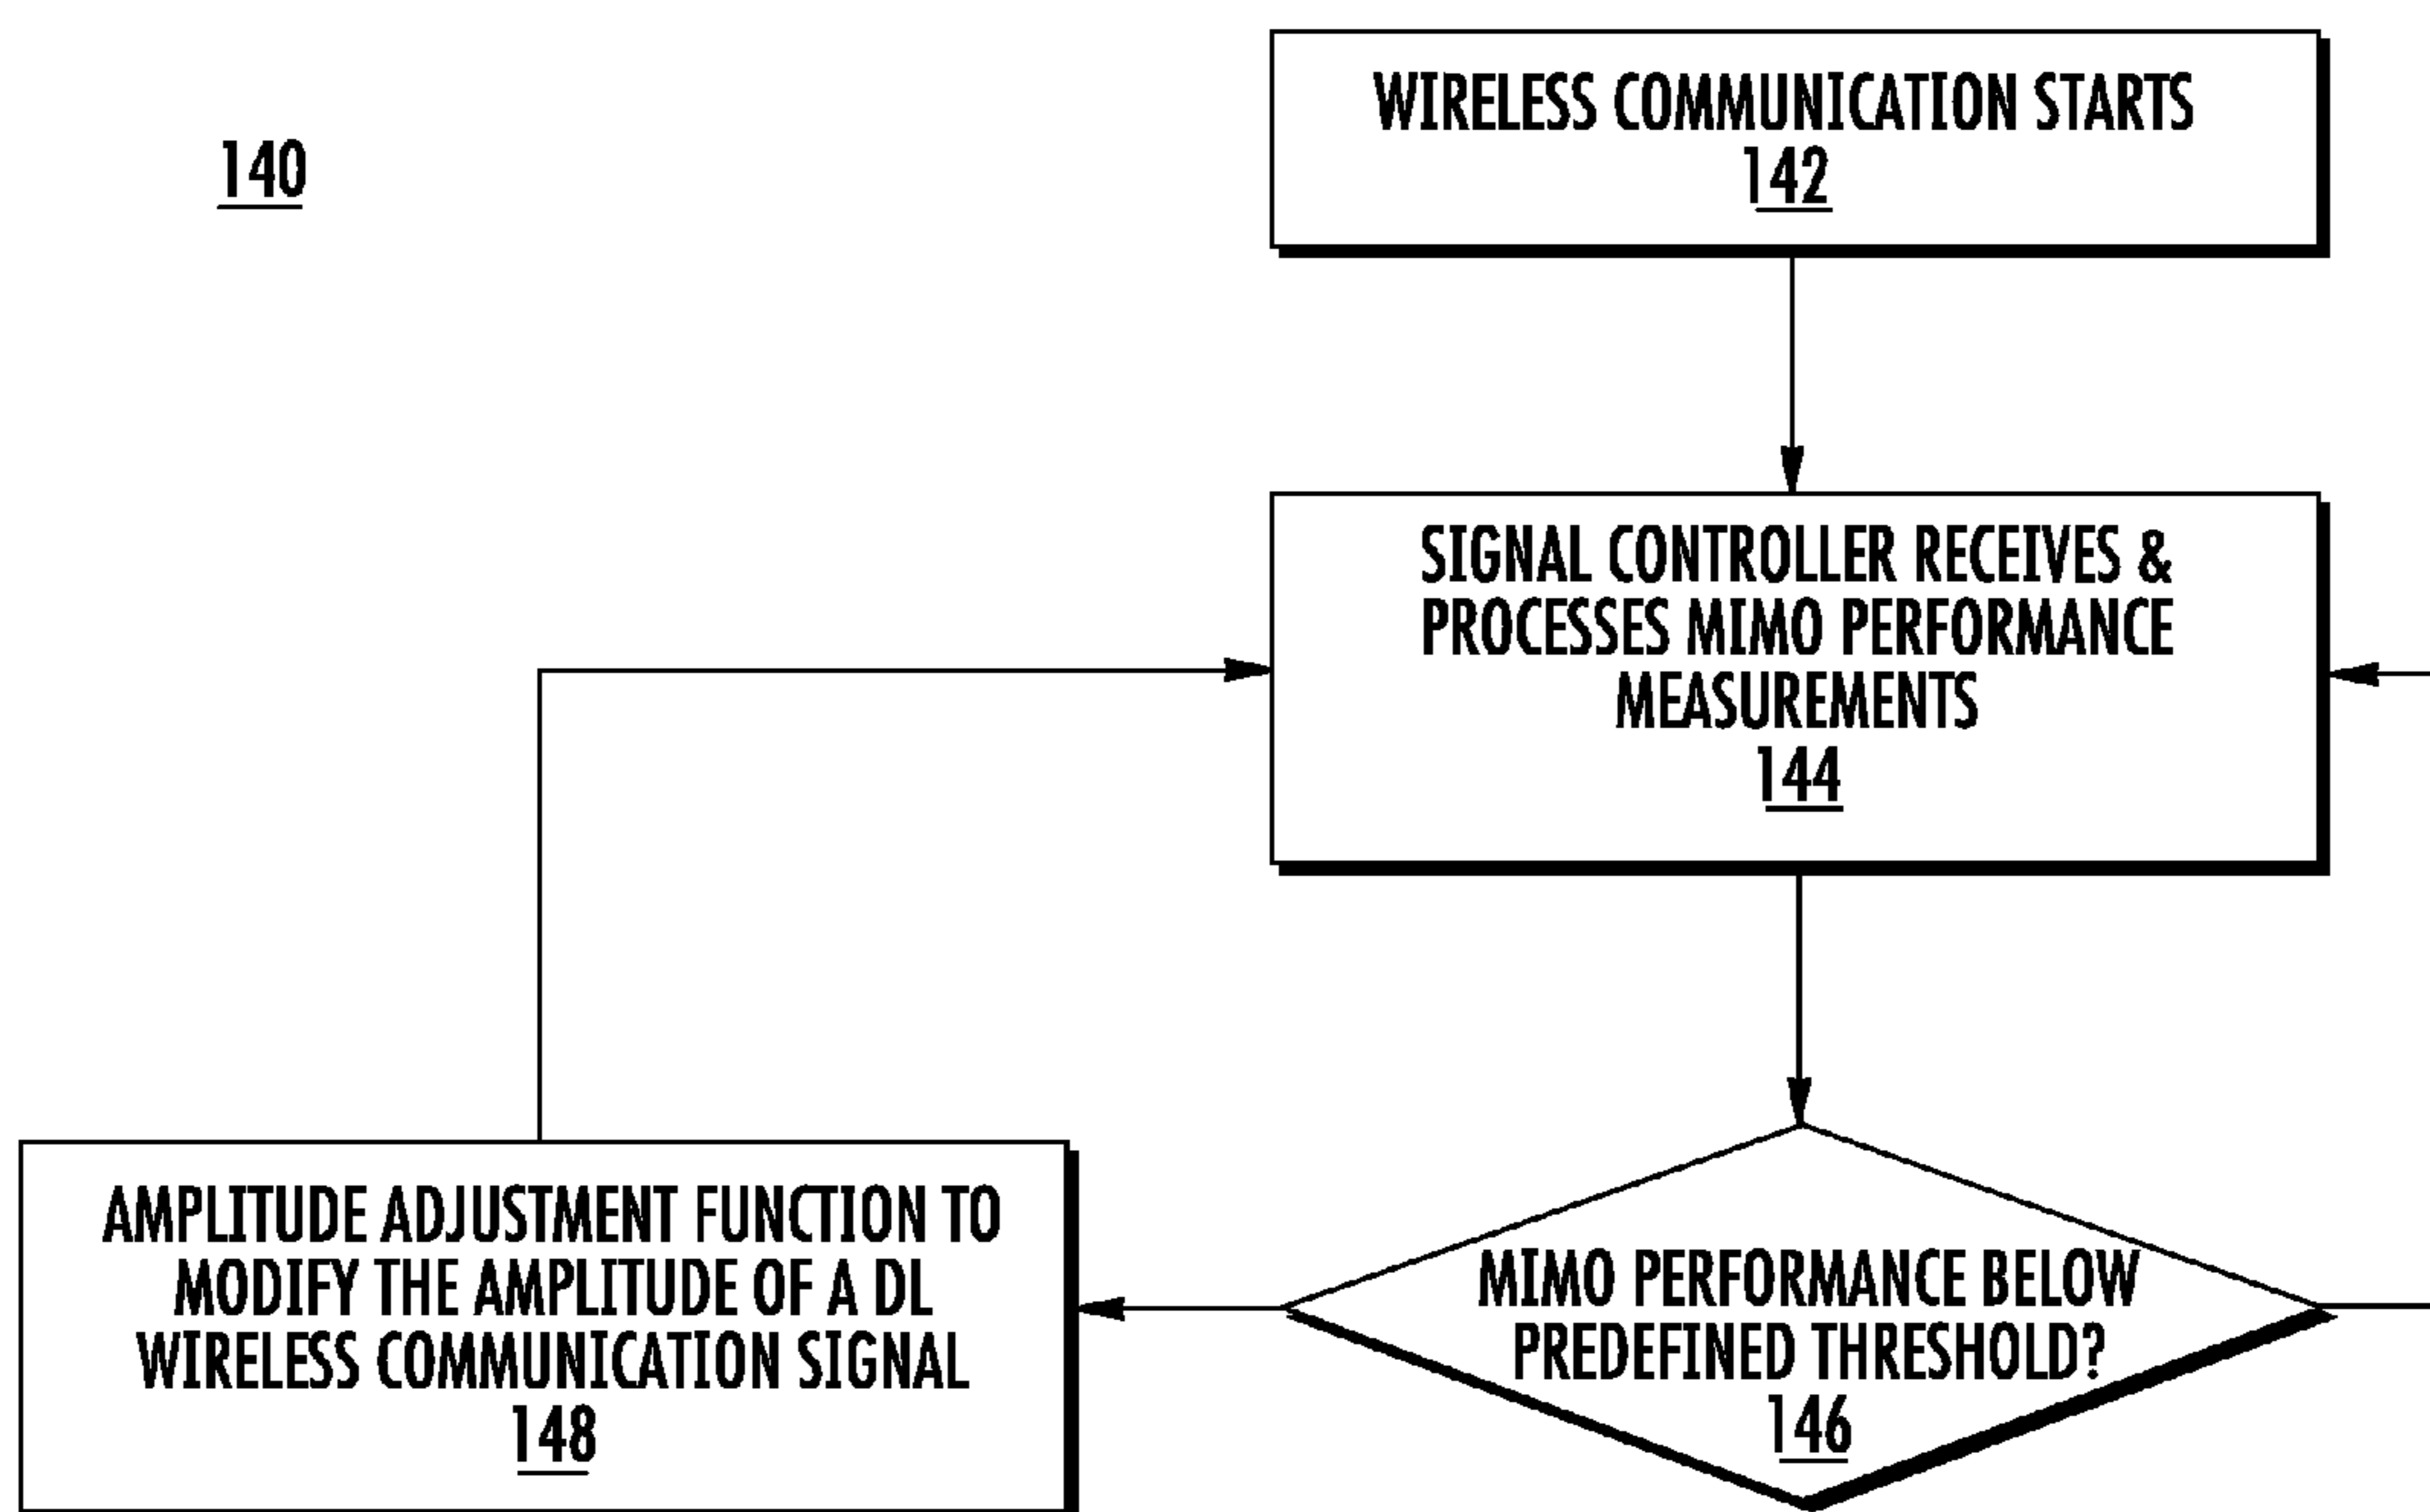 140
WIRELESS COMMUNICATION STARTS
142
SIGNAL CONTROLLER RECEIVES &
PROCESSES MIMO PERFORMANCE
MEASUREMENTS
144
MIMO PERFORMANCE BELOW
PREDEFINED THRESHOLD?
146
AMPLITUDE ADJUSTMENT FUNCTION TO
MODIFY THE AMPLITUDE OF A DL
WIRELESS COMMUNICATION SIGNAL
148